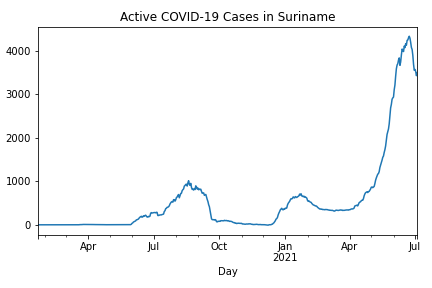 Active COVID-19 Cases in Suriname
4000
3000
2000
1000
0
Apr
Jul
Oct
Jan
2021
Apr
Jul
Day